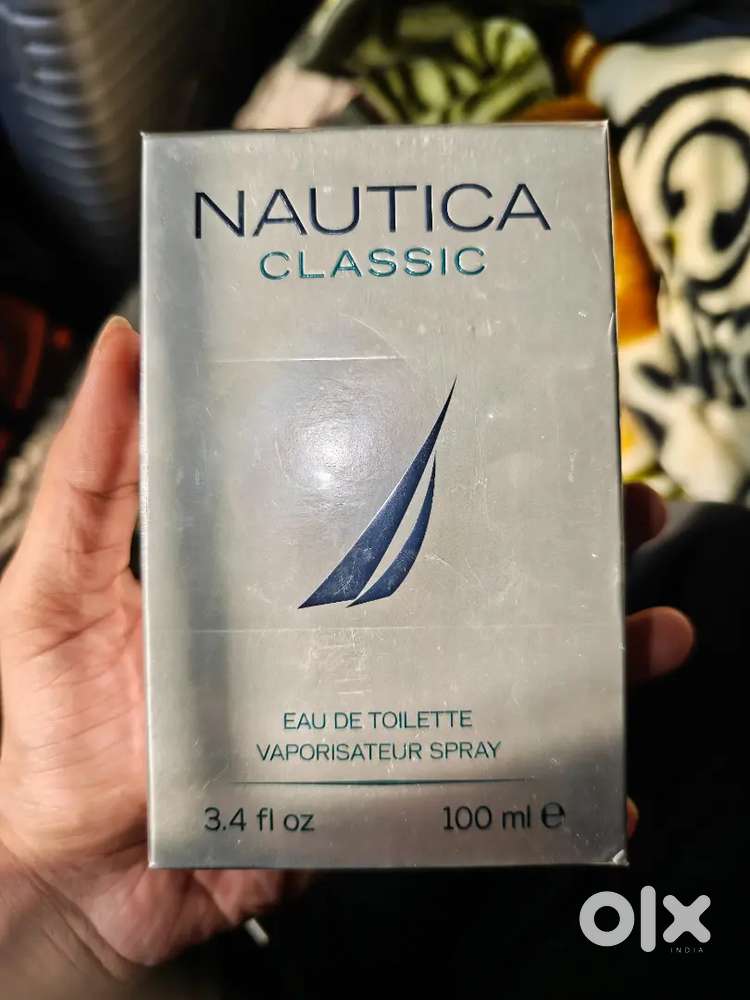 NAUTICA
CLASSIC
EAU DE TOILETTE
VAPORISATEUR SPRAY
3.4 fl oz 100 ml ℮
olx
INDIA